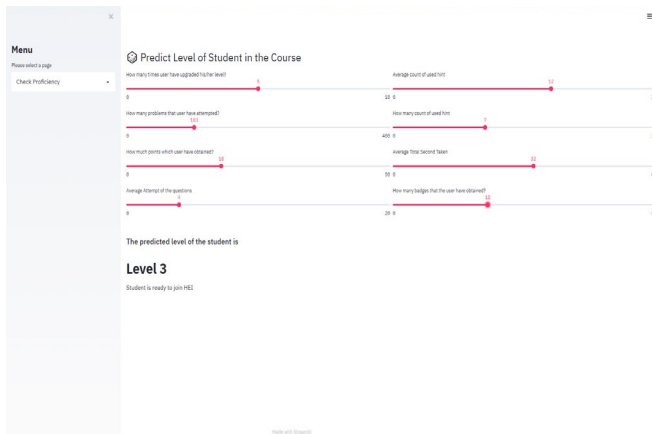 ×
Menu
Please select a page
Check Proficiency
Predict Level of Student in the Course
How many times user have upgraded his/her level?
5
0 10
How many problems that user have attempted?
103
0 400
How much points which user have obtained?
18
0 50
Average Attempt of the questions
4
0 20
Average count of used hint
12
0
How many count of used hint
7
0
Average Total Second Taken
0
How many badges that the user have obtained?
18
0
The predicted level of the student is
Level 3
Student is ready to join HEI
Made with Streamlit